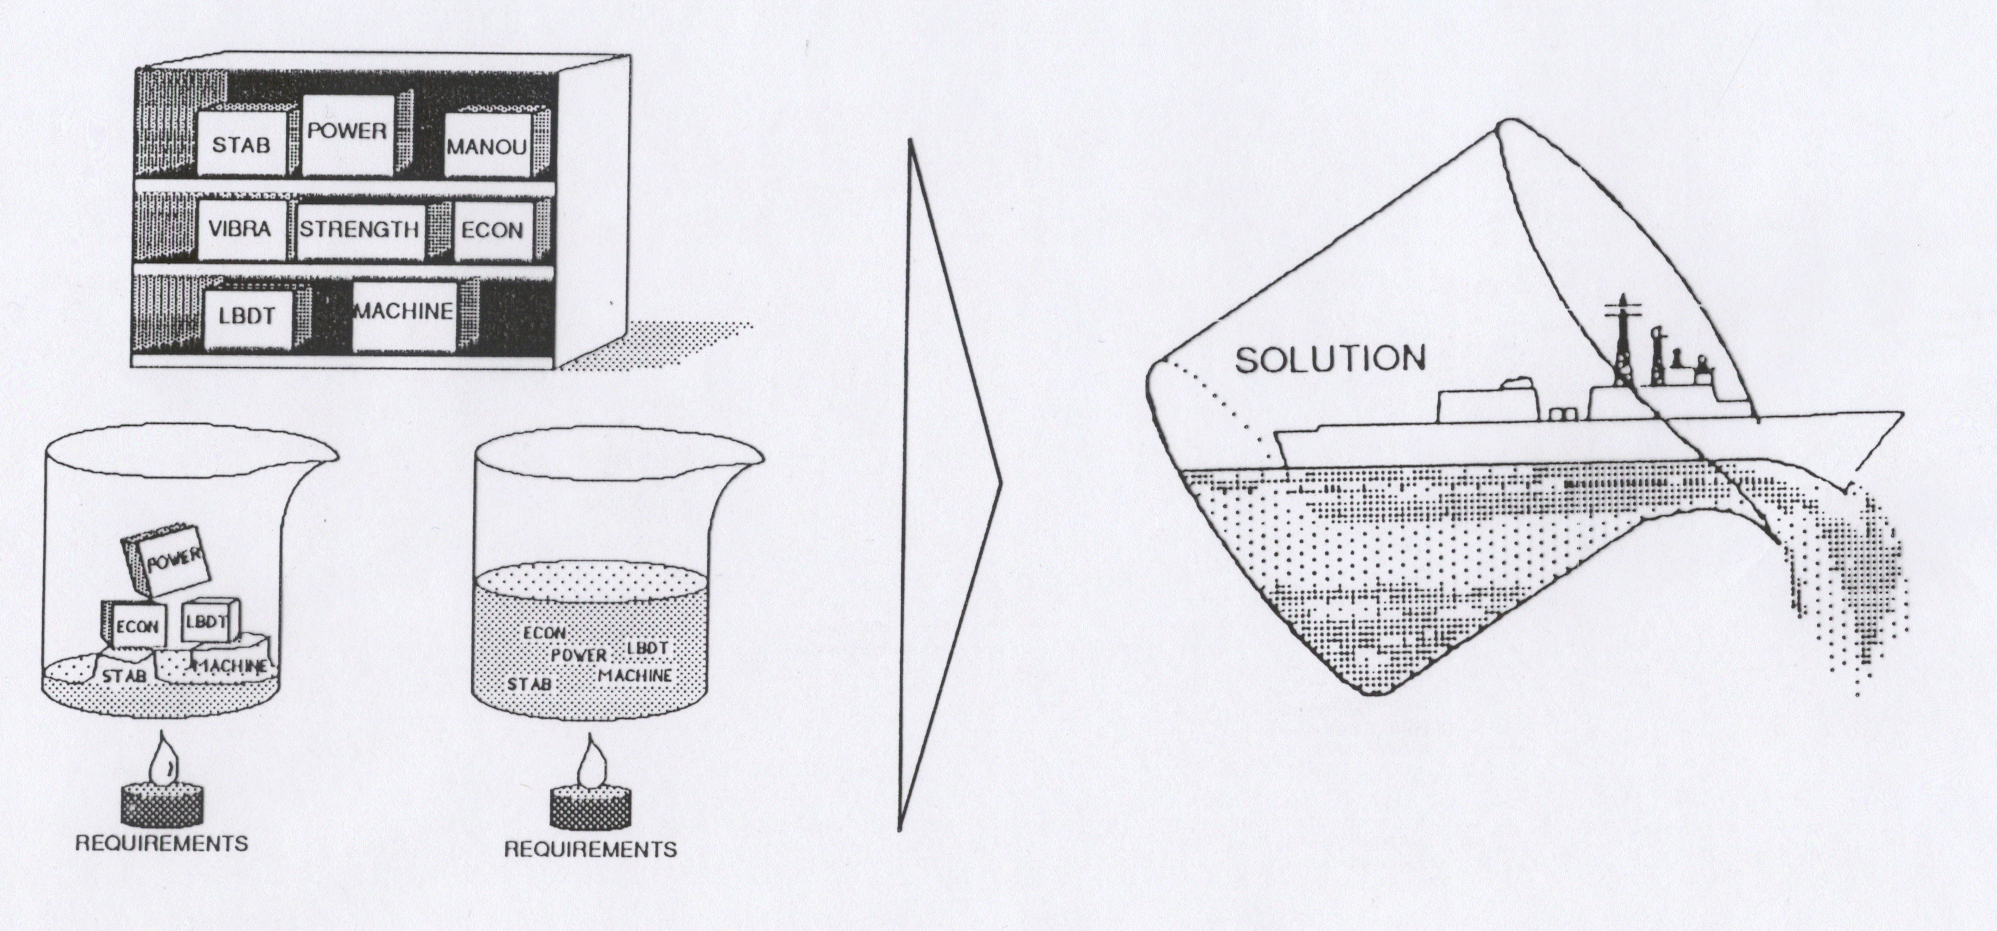 STAB
POWER
MANOU
VIBRA
STRENGTH
ECON
LBDT
MACHINE
POWER
ECON
LBDT
STAB
MACHINE
REQUIREMENTS
ECON
POWER
LBDT
STAB
MACHINE
REQUIREMENTS
SOLUTION